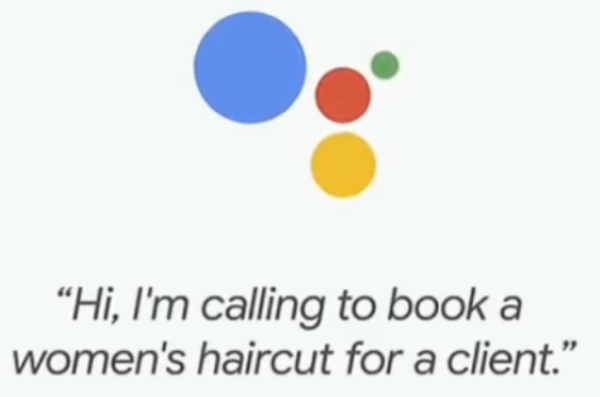 “Hi, I'm calling to book a
women's haircut for a client.”